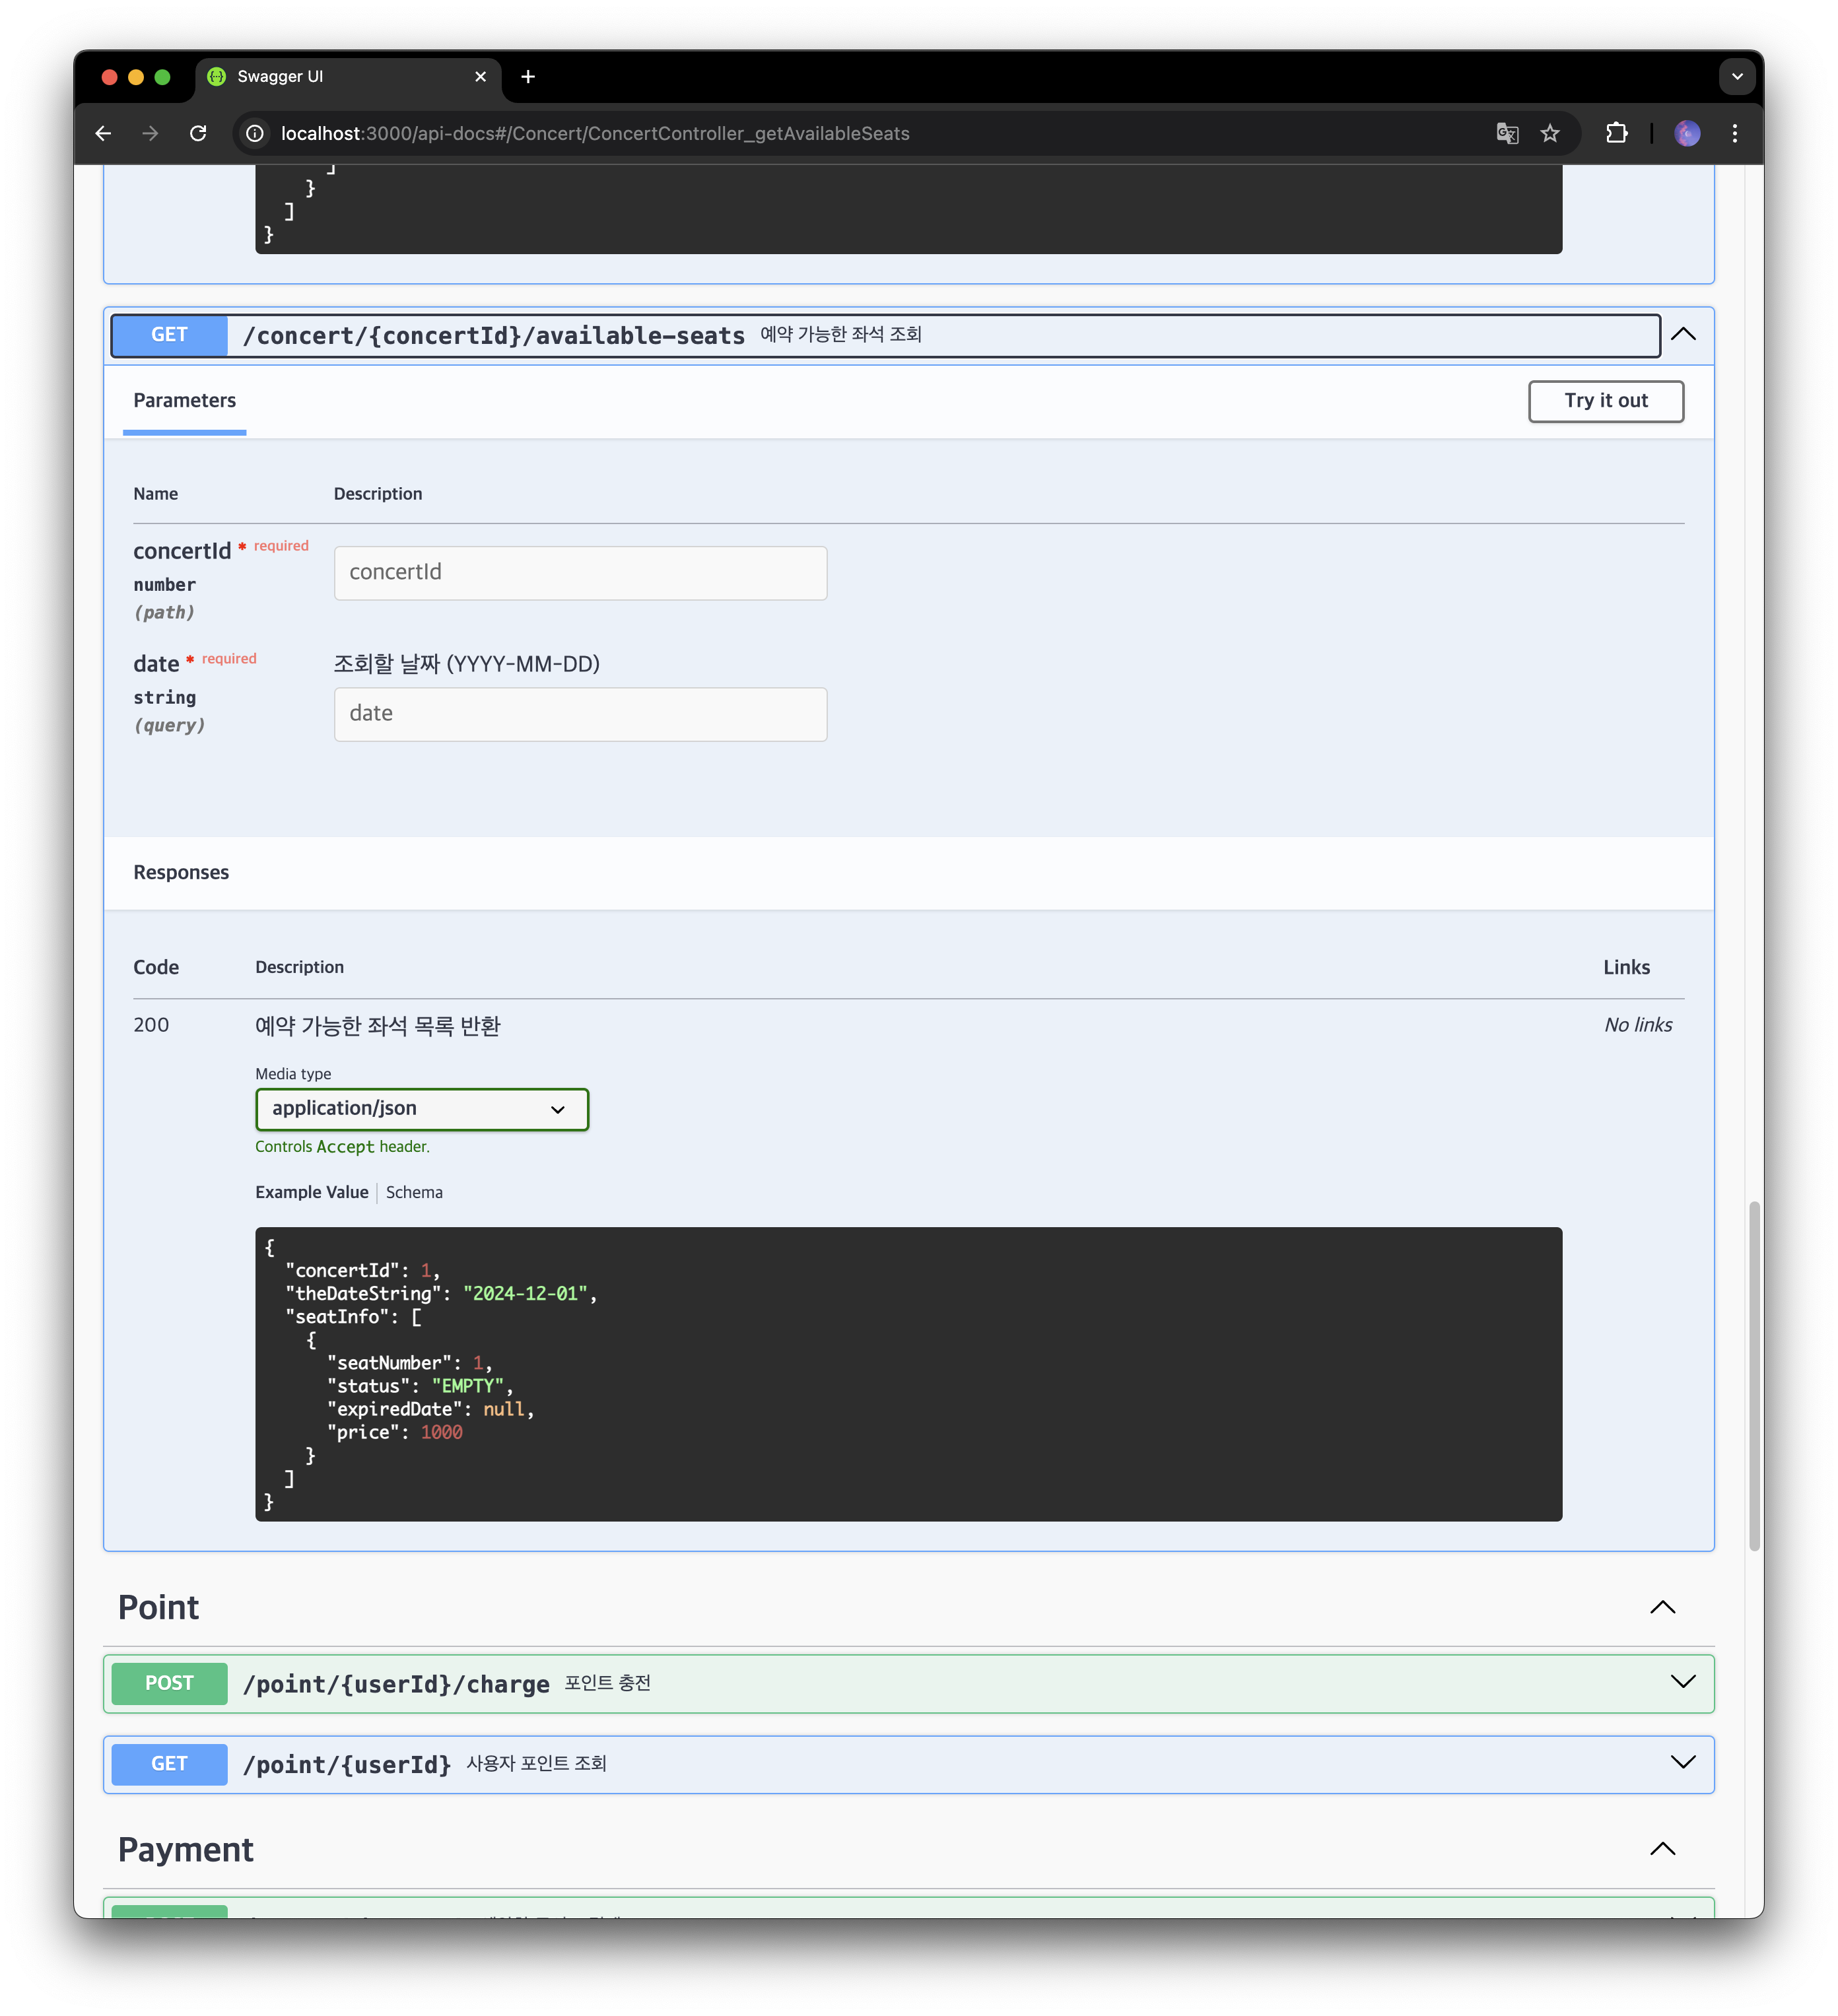 Swagger UI
localhost:3000/api-docs#/Concert/ConcertController_getAvailableSeats
]
}
]
}
GET /concert/{concertId}/available-seats 예약 가능한 좌석 조회
Parameters
Try it out
Name Description
concertId * required
number
(path)
concertId
date * required
string
(query)
조회할 날짜 (YYYY-MM-DD)
date
Responses
Code Description Links
200 예약 가능한 좌석 목록 반환 No links
Media type
application/json
Controls Accept header.
Example Value Schema
{
"concertId": 1,
"theDateString": "2024-12-01",
"seatInfo": [
{
"seatNumber": 1,
"status": "EMPTY",
"expiredDate": null,
"price": 1000
}
]
}
Point
POST /point/{userId}/charge 포인트 충전
GET /point/{userId} 사용자 포인트 조회
Payment